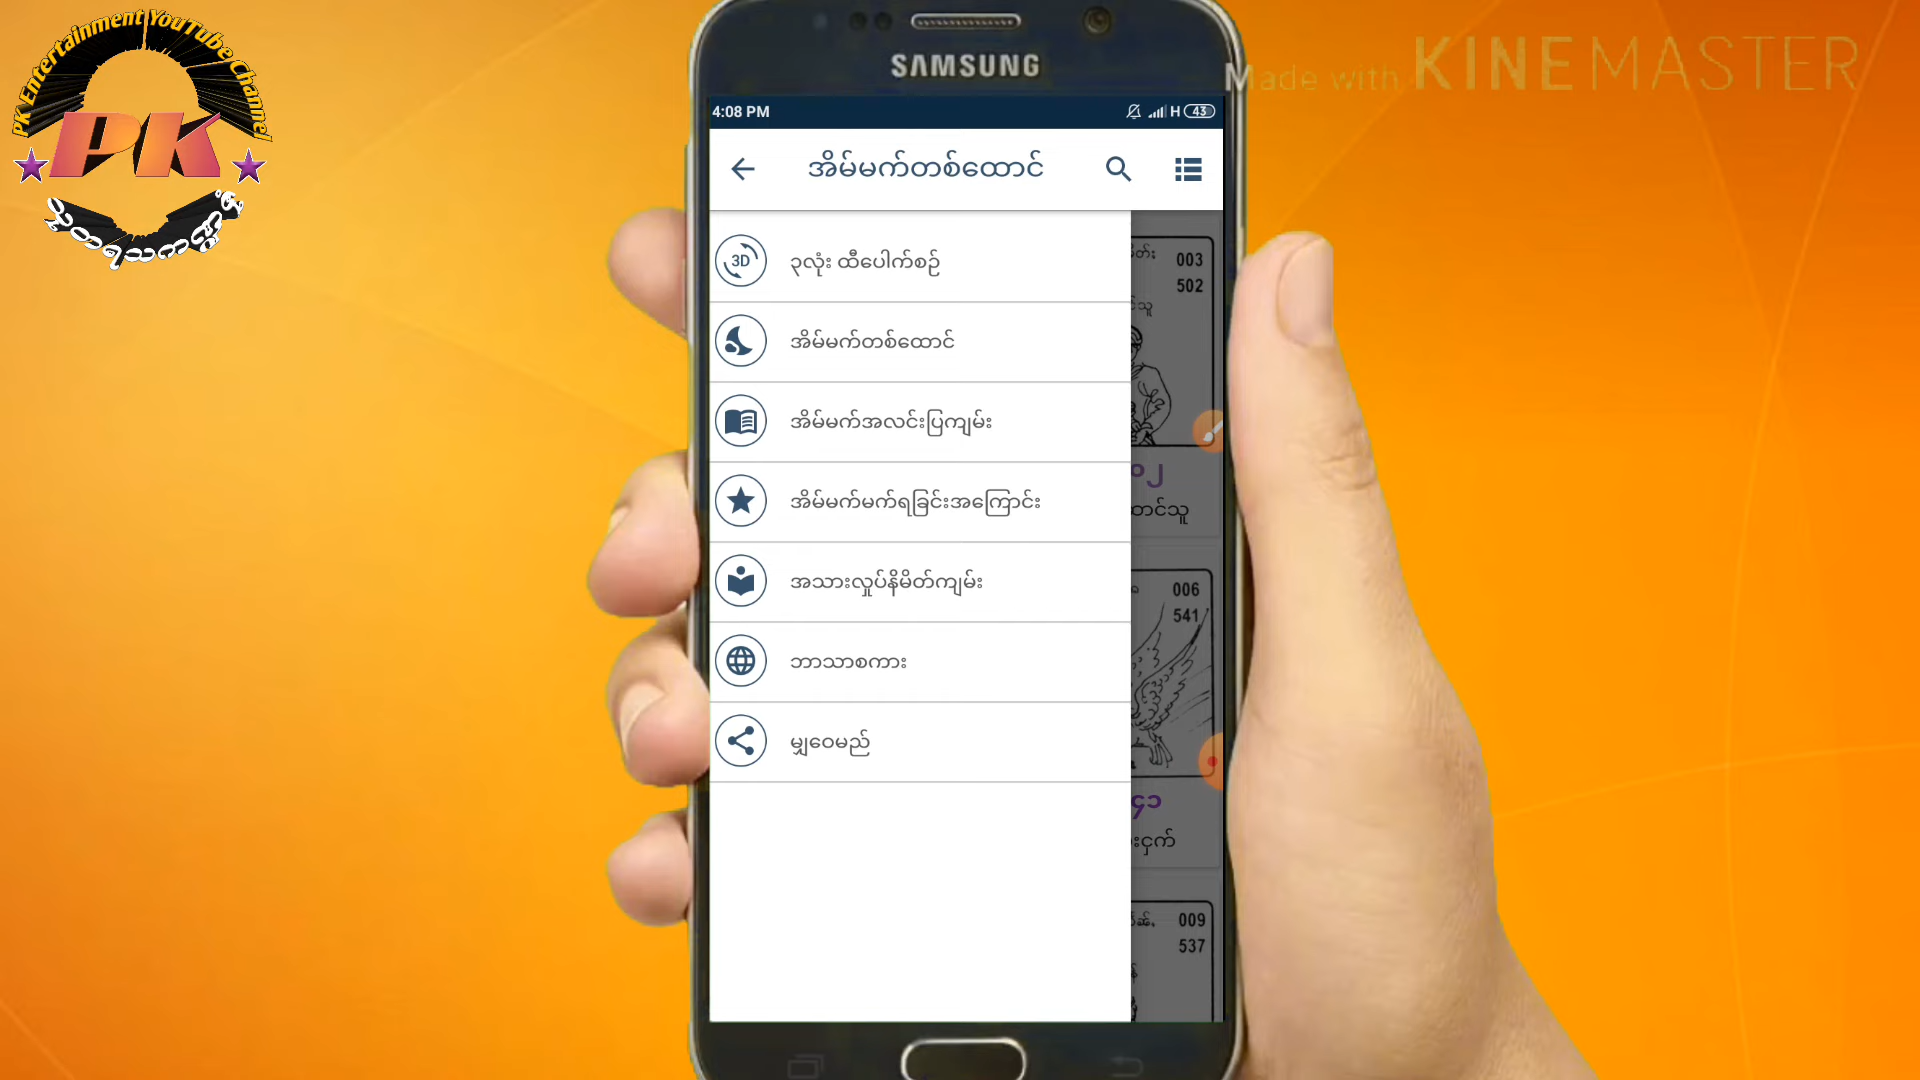 PK Entertainment YouTube Channel
PK
Made with KINEMASTER
SAMSUNG
4:08 PM
H 43
အိမ်မက်တစ်ထောင်
3D
၃လုံး ထီပေါက်စဉ်
အိမ်မက်တစ်ထောင်
အိမ်မက်အလင်းပြကျမ်း
အိမ်မက်မက်ရခြင်းအကြောင်း
အသားလှုပ်နိမိတ်ကျမ်း
ဘာသာစကား
မျှဝေမည်
003
502
၀၂
006
541
၄၁
009
537